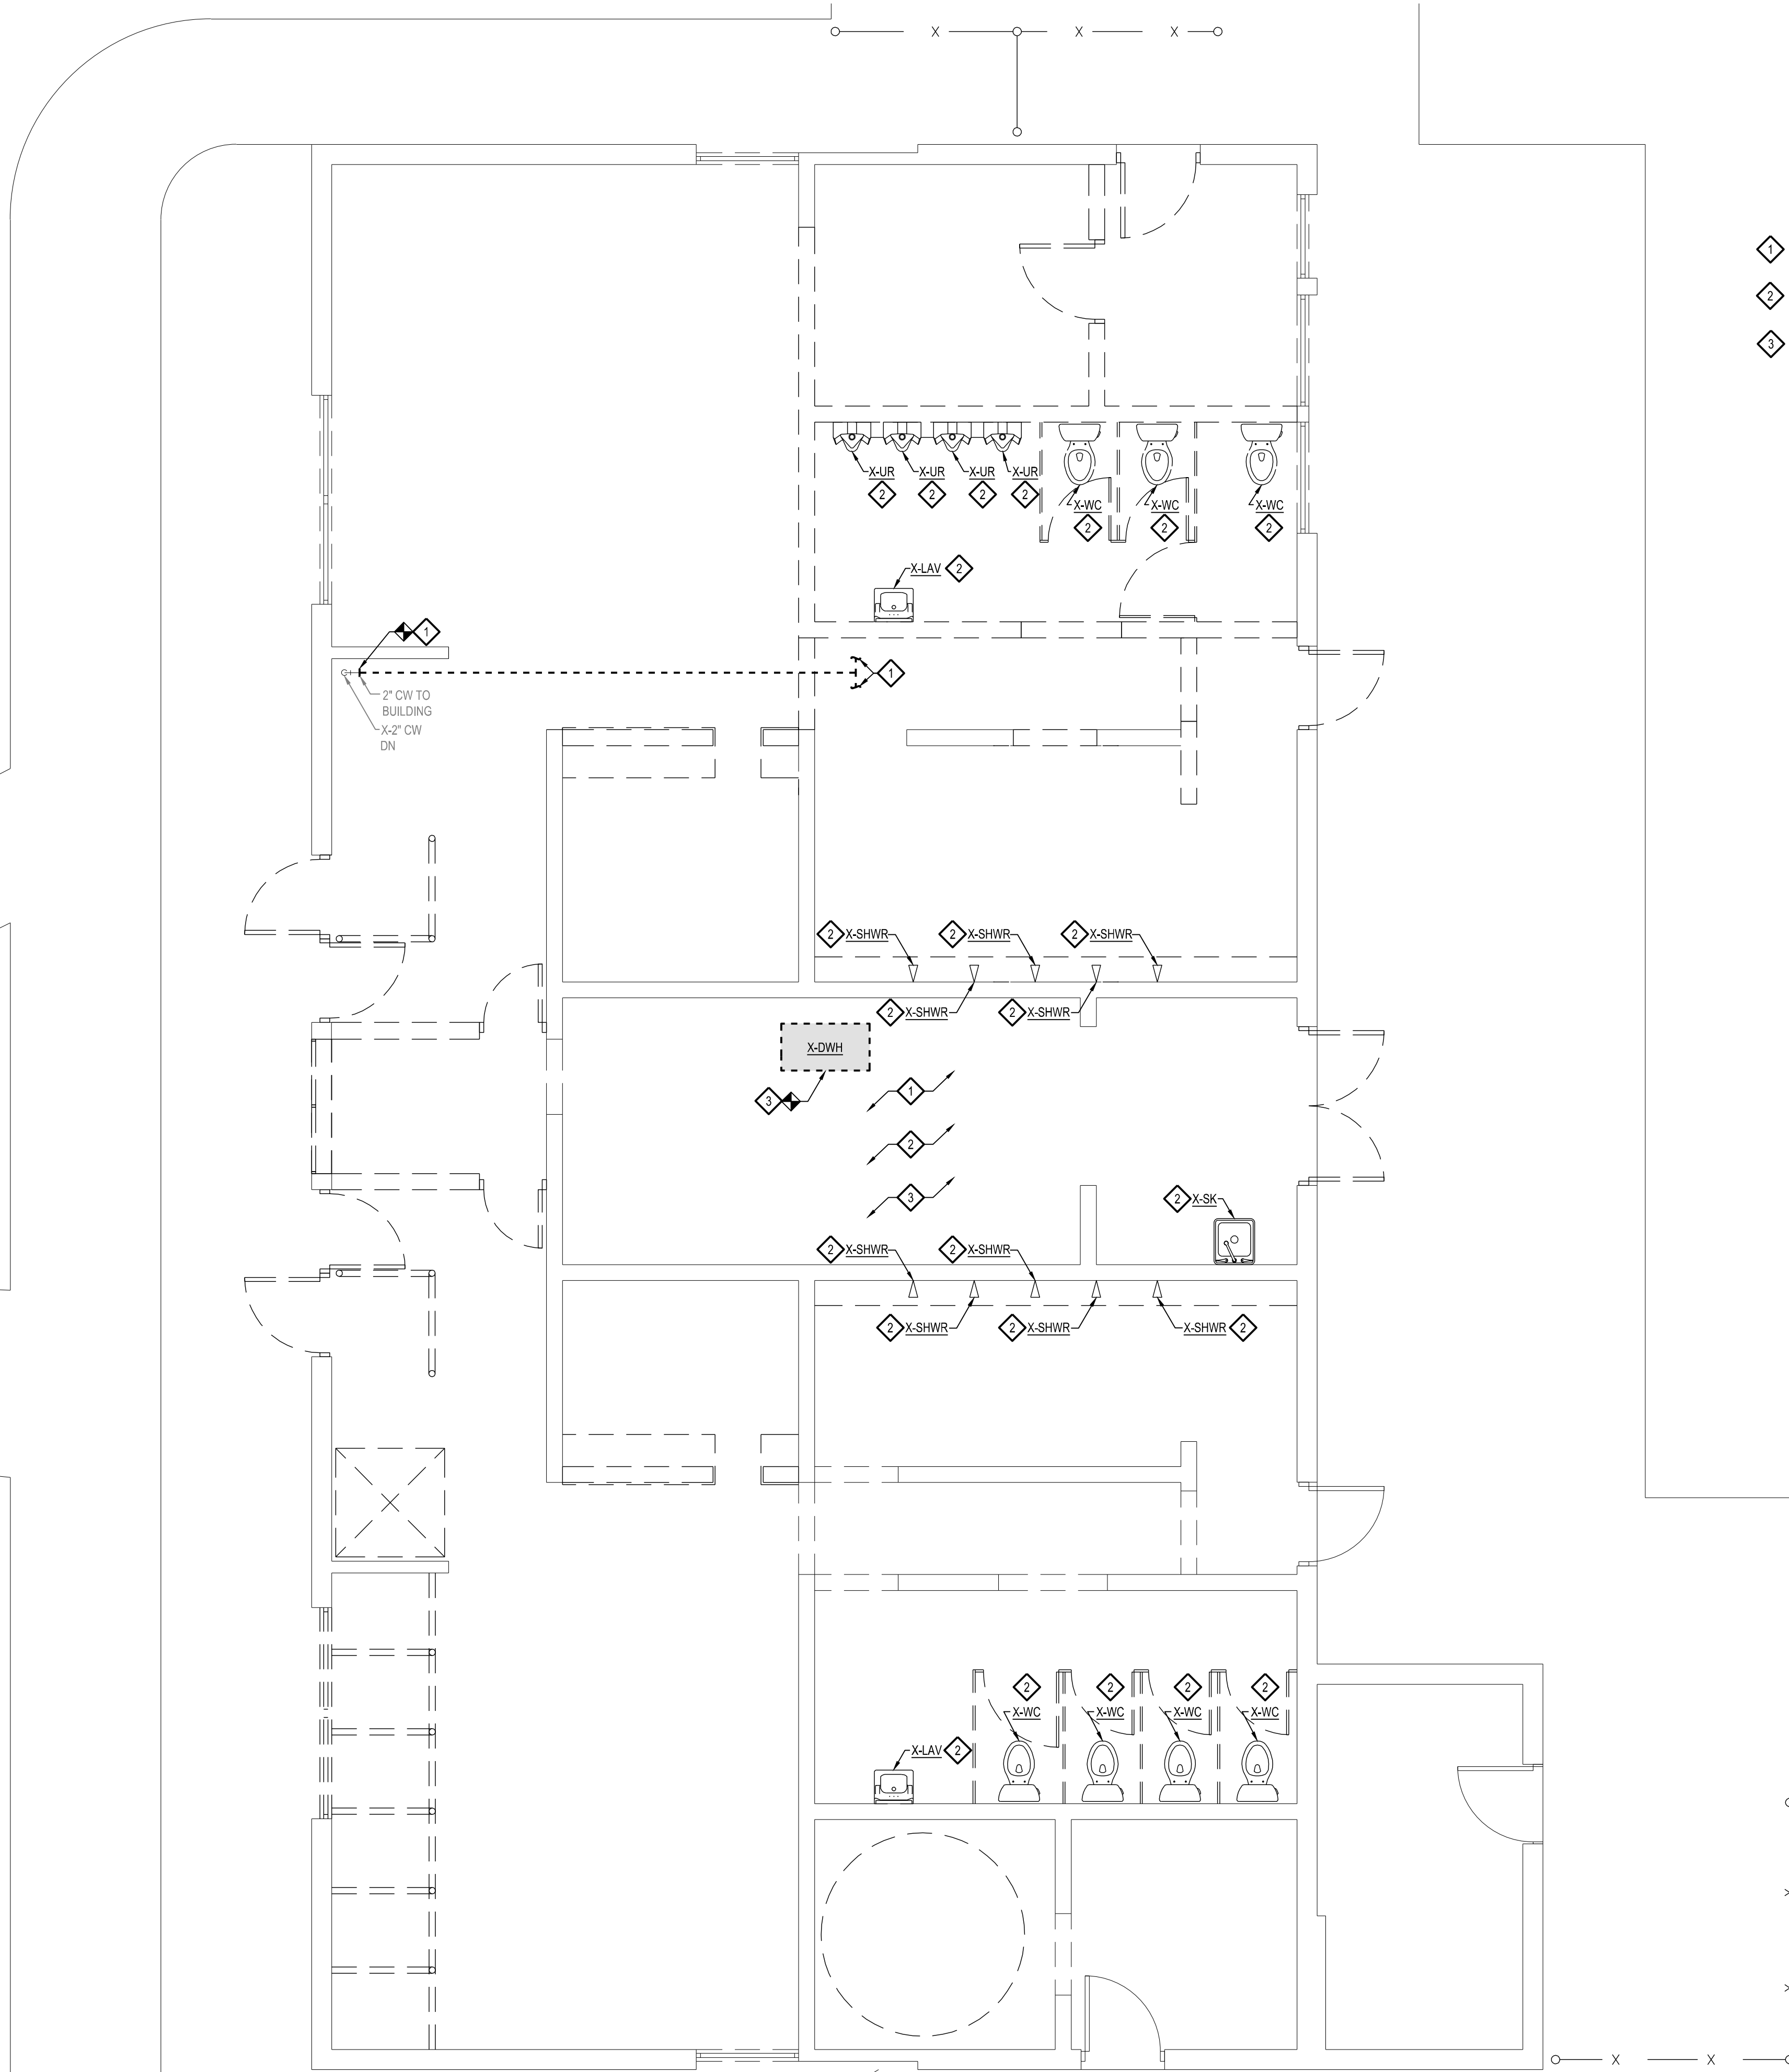 X X X
1
2
3
X-UR X-UR X-UR X-UR
2 2 2 2
X-WC X-WC X-WC
2 2 2
X-LAV 2
1
1
2" CW TO
BUILDING
X-2" CW
DN
2 X-SHWR 2 X-SHWR 2 X-SHWR
2 X-SHWR 2 X-SHWR
X-DWH
3
1
2
3
2 X-SK
2 X-SHWR 2 X-SHWR
2 X-SHWR 2 X-SHWR X-SHWR 2
2 2 2 2
X-WC X-WC X-WC X-WC
X-LAV 2
X X